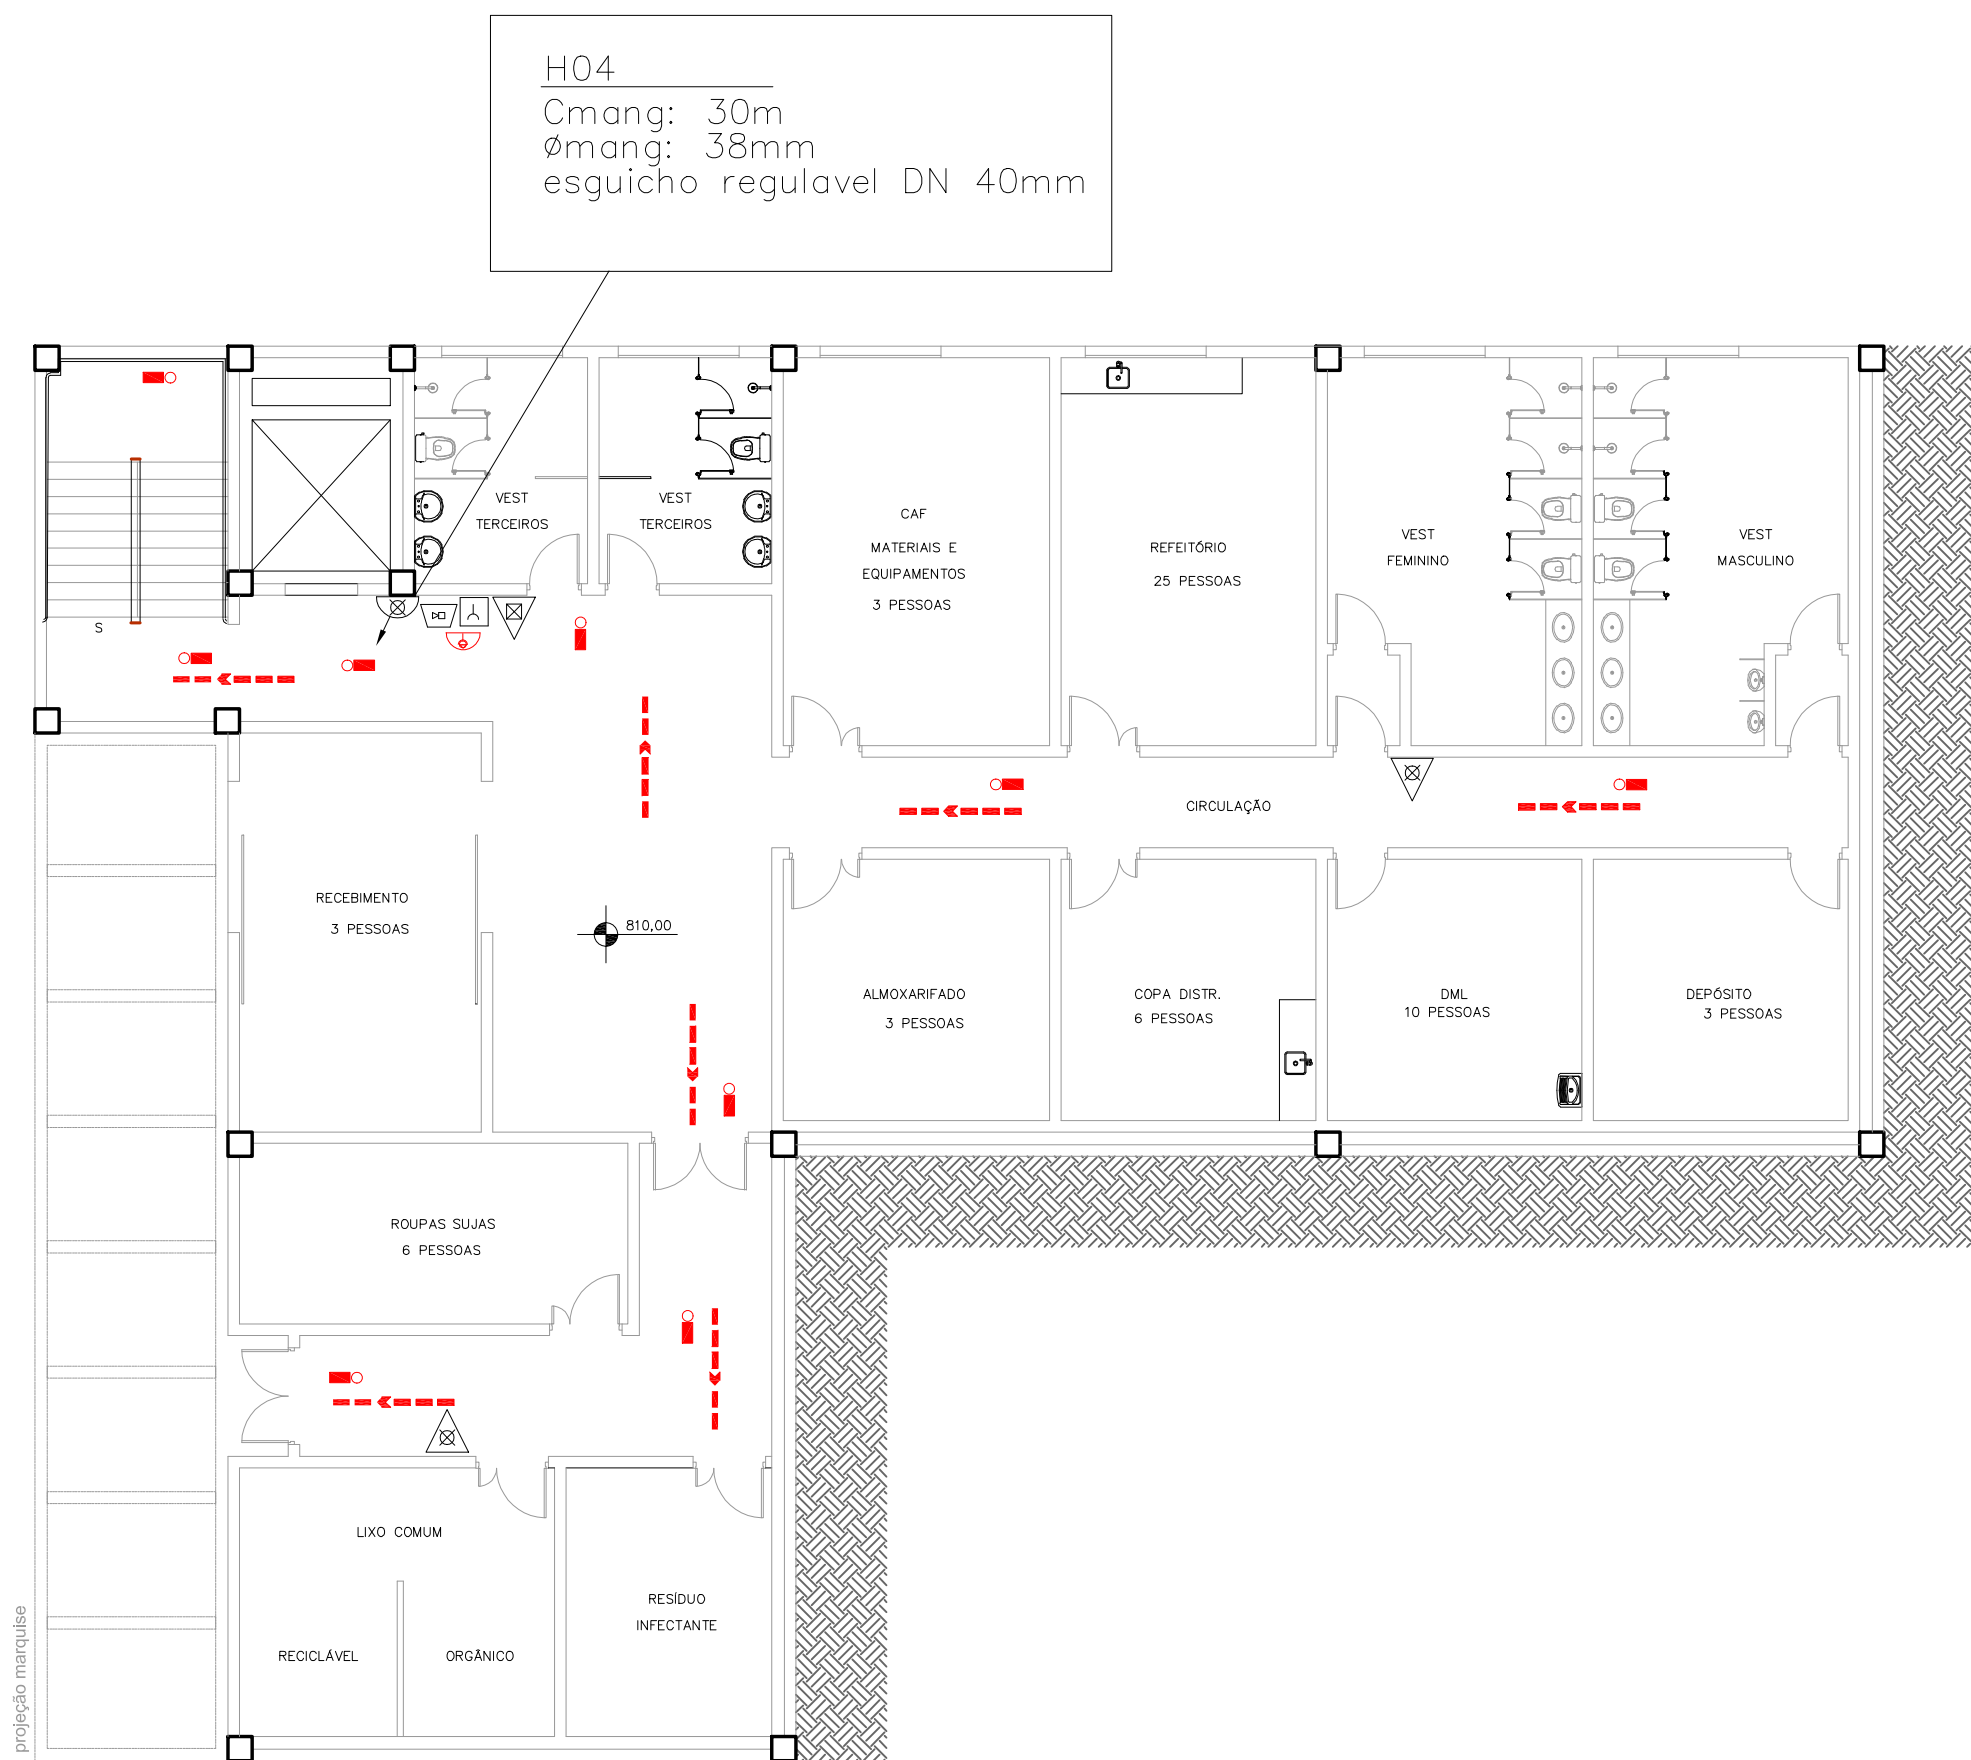 H04
Cmang: 30m
Ømang: 38mm
esguicho regulavel DN 40mm
VEST
TERCEIROS
VEST
TERCEIROS
CAF
MATERIAIS E
EQUIPAMENTOS
3 PESSOAS
REFEITÓRIO
25 PESSOAS
VEST
FEMININO
VEST
MASCULINO
S
CIRCULAÇÃO
RECEBIMENTO
3 PESSOAS
810,00
ALMOXARIFADO
3 PESSOAS
COPA DISTR.
6 PESSOAS
DML
10 PESSOAS
DEPÓSITO
3 PESSOAS
ROUPAS SUJAS
6 PESSOAS
LIXO COMUM
RESÍDUO
INFECTANTE
RECICLÁVEL
ORGÂNICO
projeção marquise